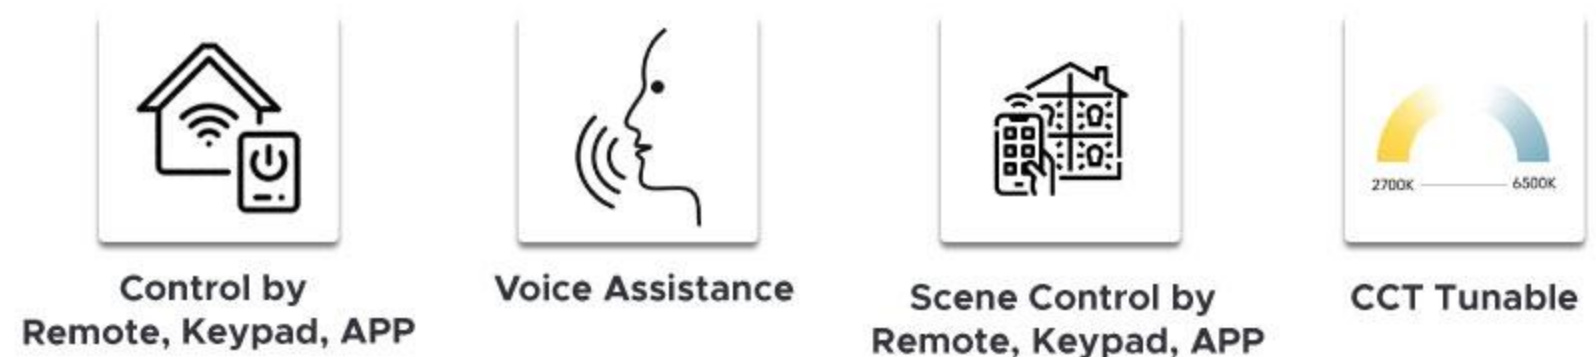 2700K 6500K
Control by
Remote, Keypad, APP
Voice Assistance
Scene Control by
Remote, Keypad, APP
CCT Tunable